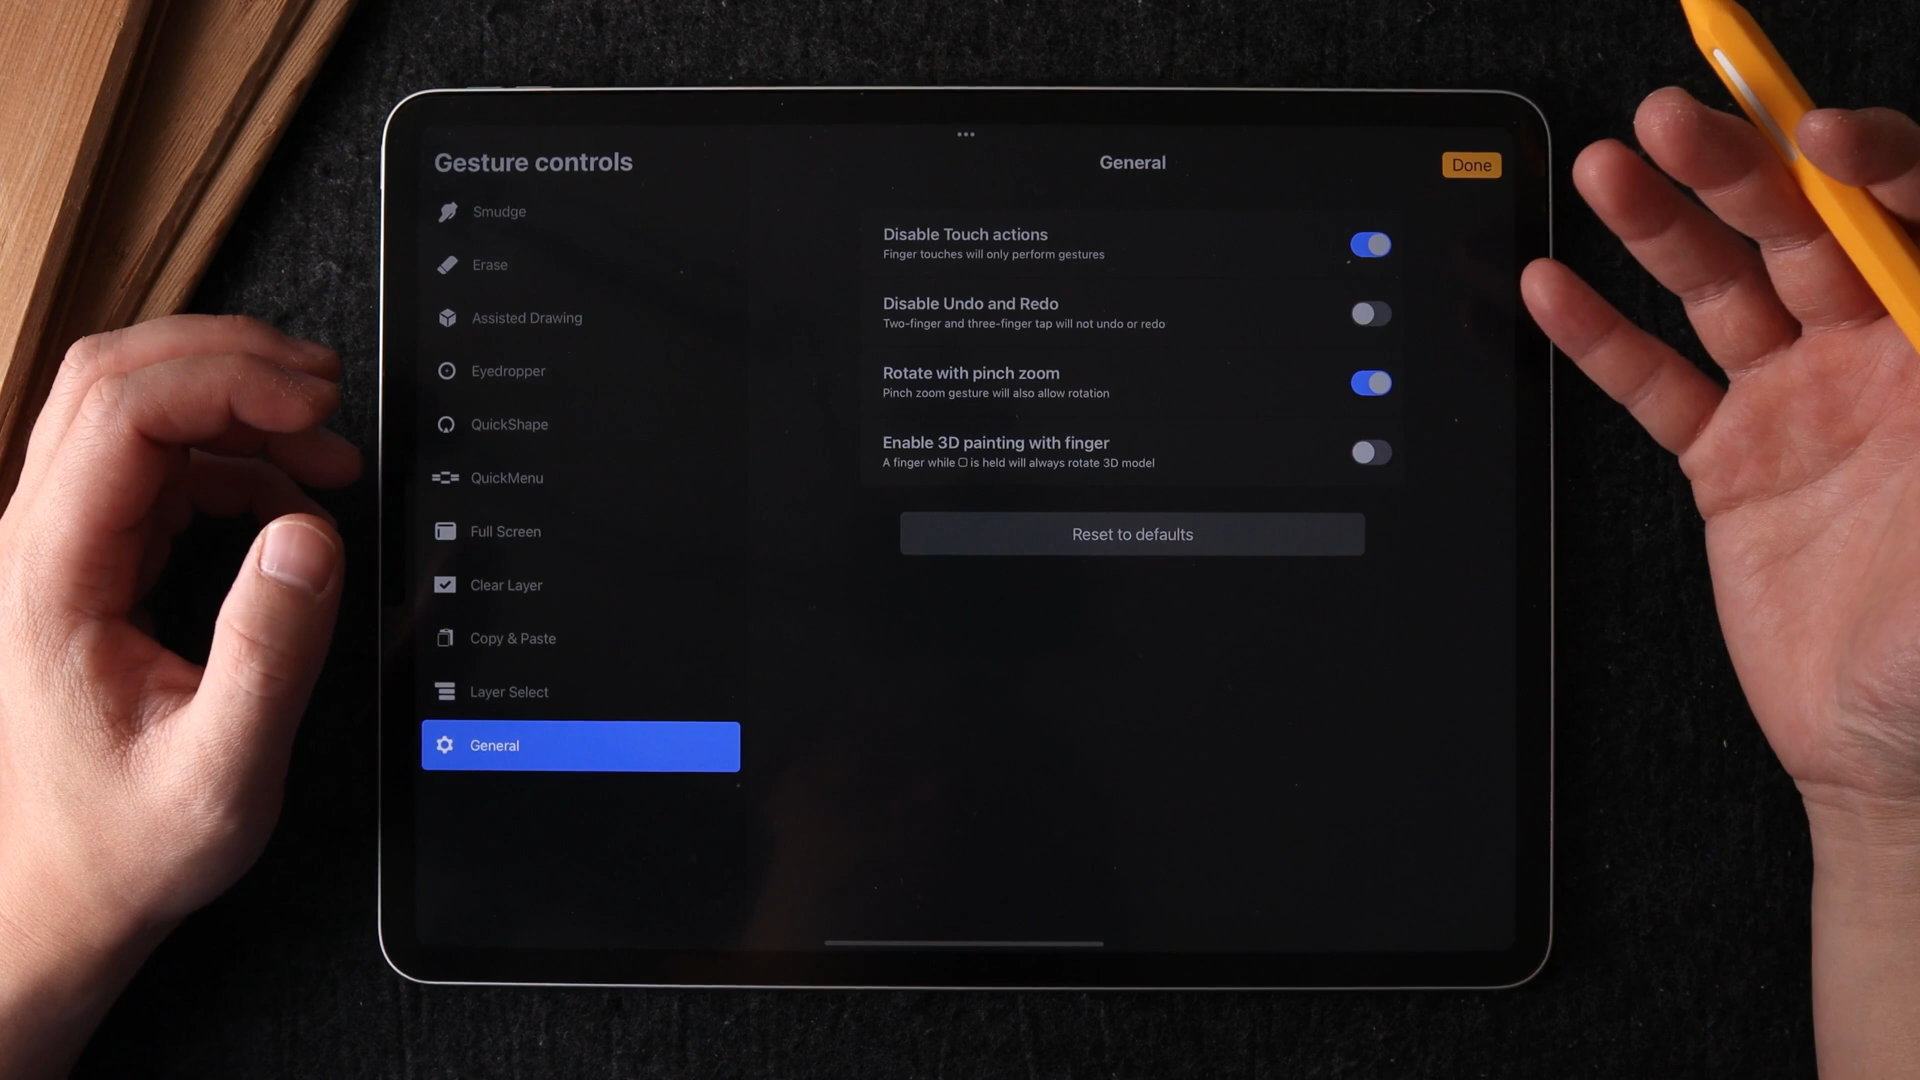 Gesture controls
Smudge
Erase
Assisted Drawing
Eyedropper
QuickShape
QuickMenu
Full Screen
Clear Layer
Copy & Paste
Layer Select
General
General
Done
Disable Touch actions
Finger touches will only perform gestures
Disable Undo and Redo
Two-finger and three-finger tap will not undo or redo
Rotate with pinch zoom
Pinch zoom gesture will also allow rotation
Enable 3D painting with finger
A finger while ▢ is held will always rotate 3D model
Reset to defaults